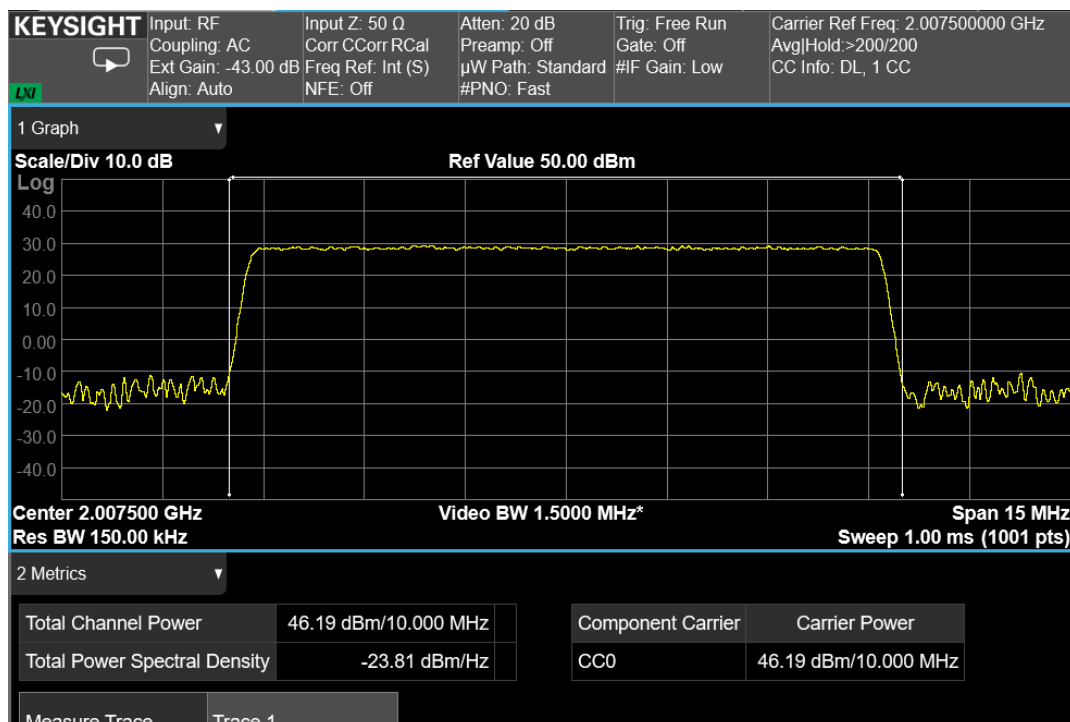 KEYSIGHT
LXI
Input: RF
Coupling: AC
Ext Gain: -43.00 dB
Align: Auto
Input Z: 50 Ω
Corr CCorr RCal
Freq Ref: Int (S)
NFE: Off
Atten: 20 dB
Preamp: Off
µW Path: Standard
#PNO: Fast
Trig: Free Run
Gate: Off
#IF Gain: Low
Carrier Ref Freq: 2.007500000 GHz
Avg|Hold:>200/200
CC Info: DL, 1 CC
1 Graph
Scale/Div 10.0 dB
Ref Value 50.00 dBm
Log
40.0
30.0
20.0
10.0
0.00
-10.0
-20.0
-30.0
-40.0
Center 2.007500 GHz
Video BW 1.5000 MHz*
Span 15 MHz
Res BW 150.00 kHz
Sweep 1.00 ms (1001 pts)
2 Metrics
Total Channel Power 46.19 dBm/10.000 MHz
Total Power Spectral Density -23.81 dBm/Hz
Component Carrier Carrier Power
CC0 46.19 dBm/10.000 MHz
Measure Trace Trace 1